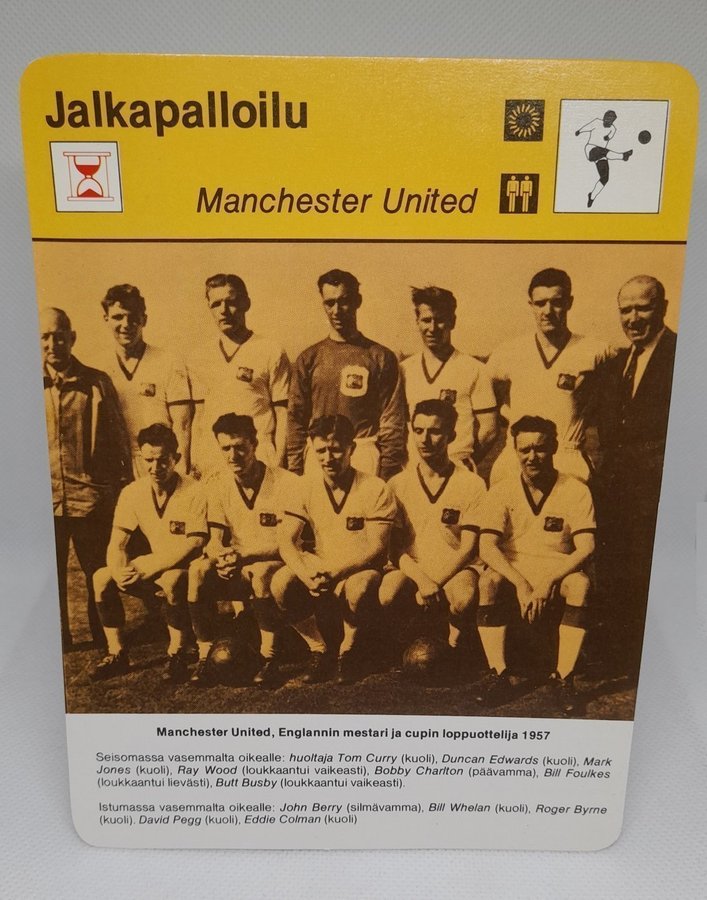 Jalkapalloilu
Manchester United
Manchester United, Englannin mestari ja cupin loppuottelija 1957
Seisomassa vasemmalta oikealle: huoltaja Tom Curry (kuoli), Duncan Edwards (kuoli), Mark
Jones (kuoli), Ray Wood (loukkaantui vaikeasti), Bobby Charlton (päävamma), Bill Foulkes
(loukkaantui lievästi), Butt Busby (loukkaantui vaikeasti).
Istumassa vasemmalta oikealle: John Berry (silmävamma), Bill Whelan (kuoli), Roger Byrne
(kuoli). David Pegg (kuoli), Eddie Colman (kuoli)